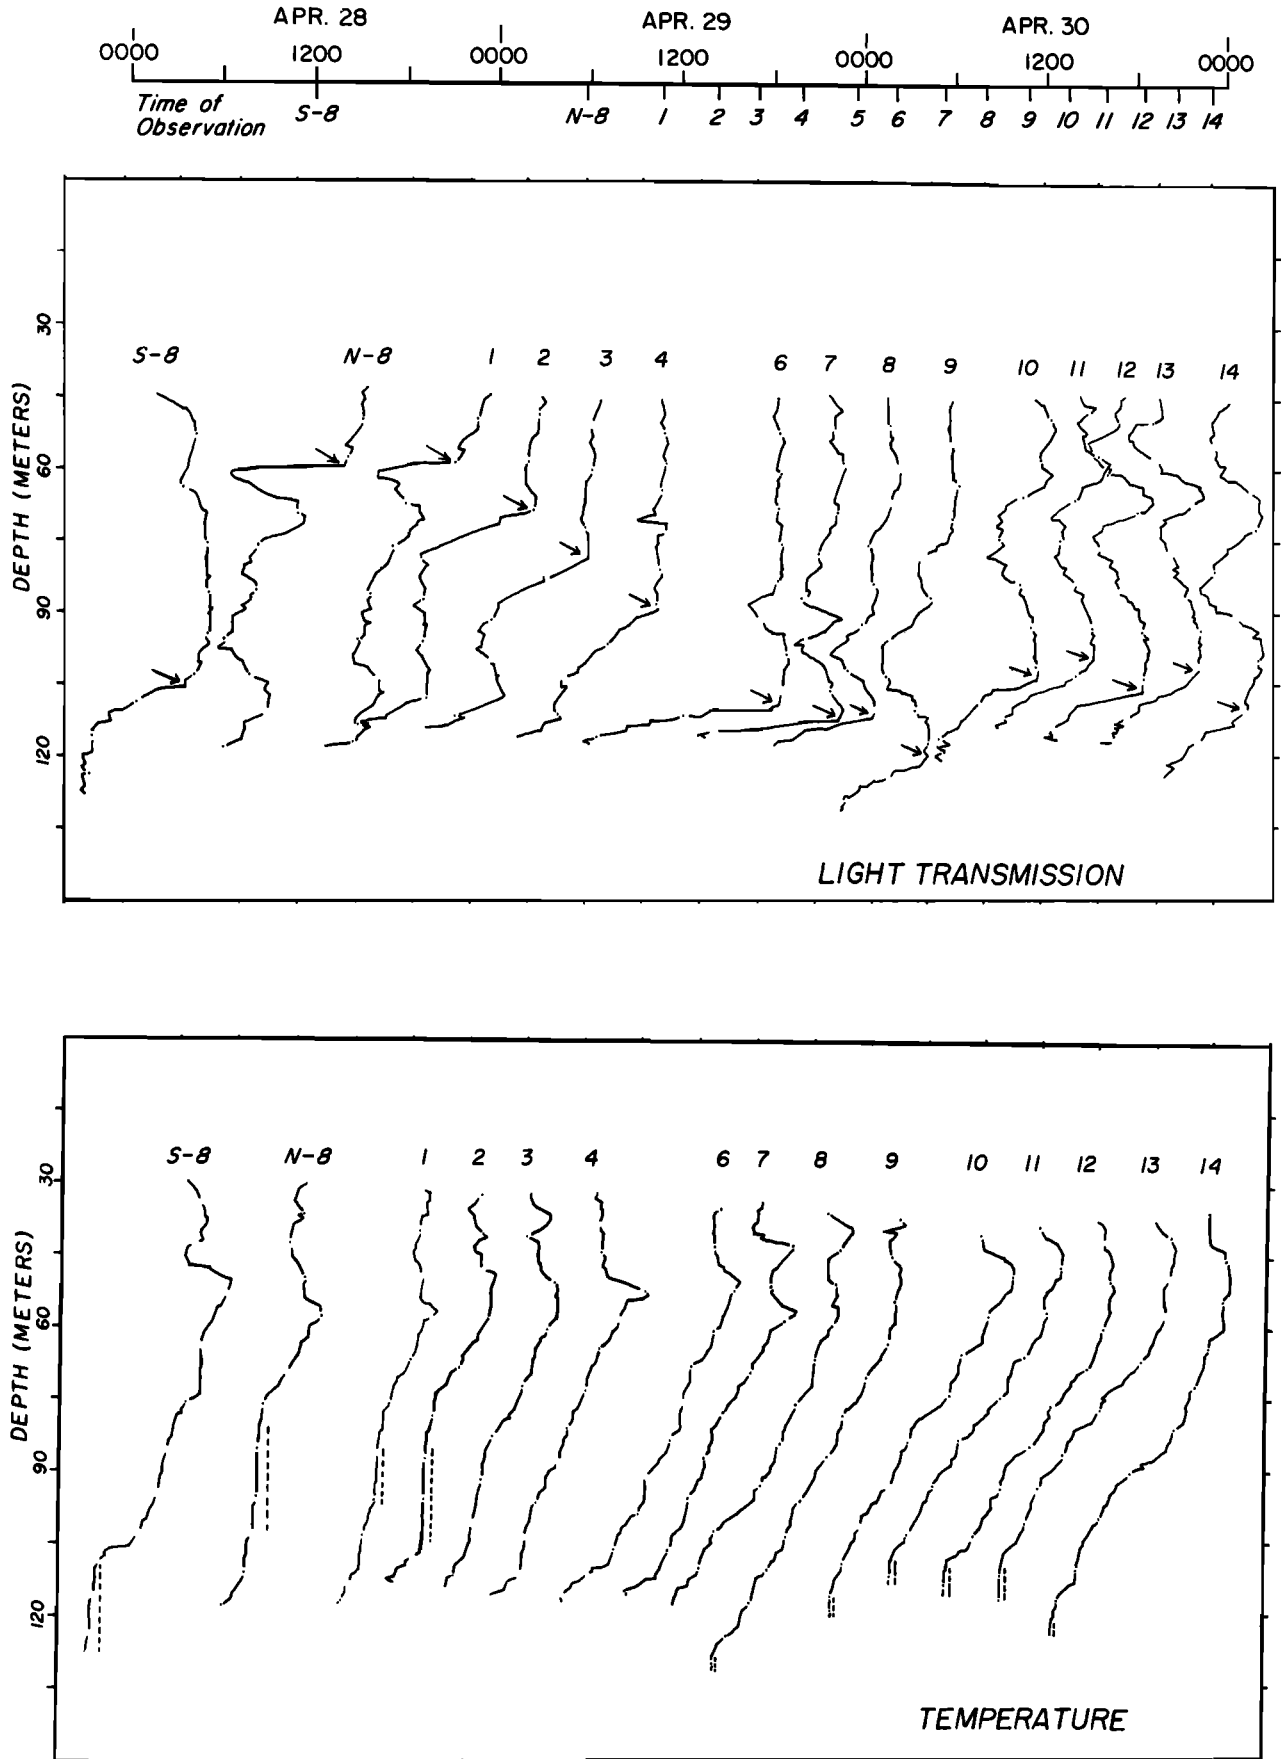 APR. 28 APR. 29 APR. 30
0000 1200 0000 1200 0000 1200 0000
Time of
Observation S-8 N-8 1 2 3 4 5 6 7 8 9 10 11 12 13 14
S-8 N-8 1 2 3 4 6 7 8 9 10 11 12 13 14
DEPTH (METERS)
30
60
90
120
LIGHT TRANSMISSION
S-8 N-8 1 2 3 4 6 7 8 9 10 11 12 13 14
DEPTH (METERS)
30
60
90
120
TEMPERATURE